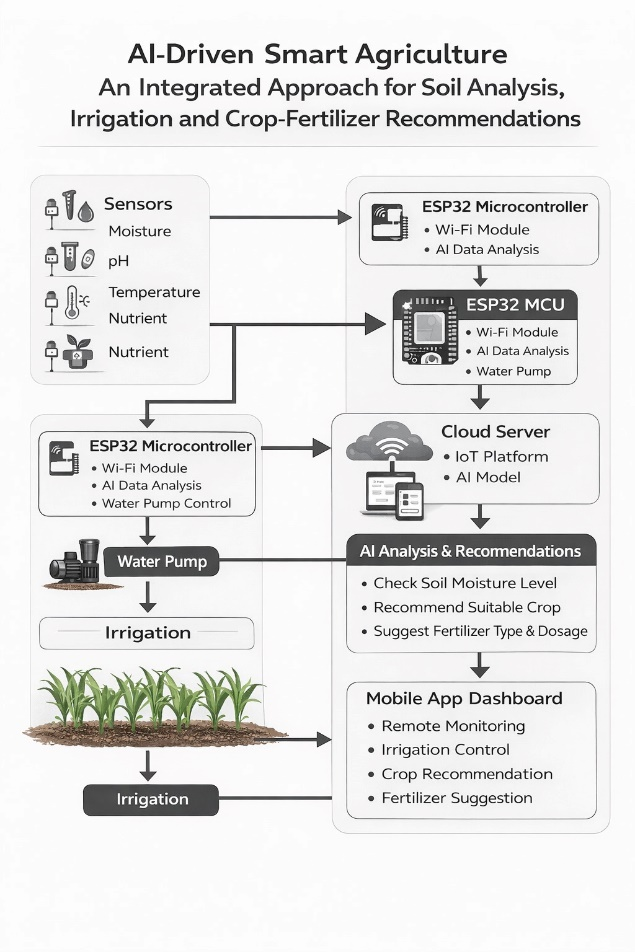 AI-Driven Smart Agriculture
An Integrated Approach for Soil Analysis,
Irrigation and Crop-Fertilizer Recommendations
Sensors
Moisture
pH
Temperature
Nutrient
Nutrient
ESP32 Microcontroller
• Wi-Fi Module
• AI Data Analysis
ESP32 MCU
• Wi-Fi Module
• AI Data Analysis
• Water Pump
ESP32 Microcontroller
• Wi-Fi Module
• AI Data Analysis
• Water Pump Control
Cloud Server
• IoT Platform
• AI Model
Water Pump
AI Analysis & Recomendations
• Check Soil Moisture Level
• Recommend Suitable Crop
• Suggest Fertilizer Type & Dosage
Irrigation
Mobile App Dashboard
• Remote Monitoring
• Irrigation Control
• Crop Recommendation
• Fertilizer Suggestion
Irrigation